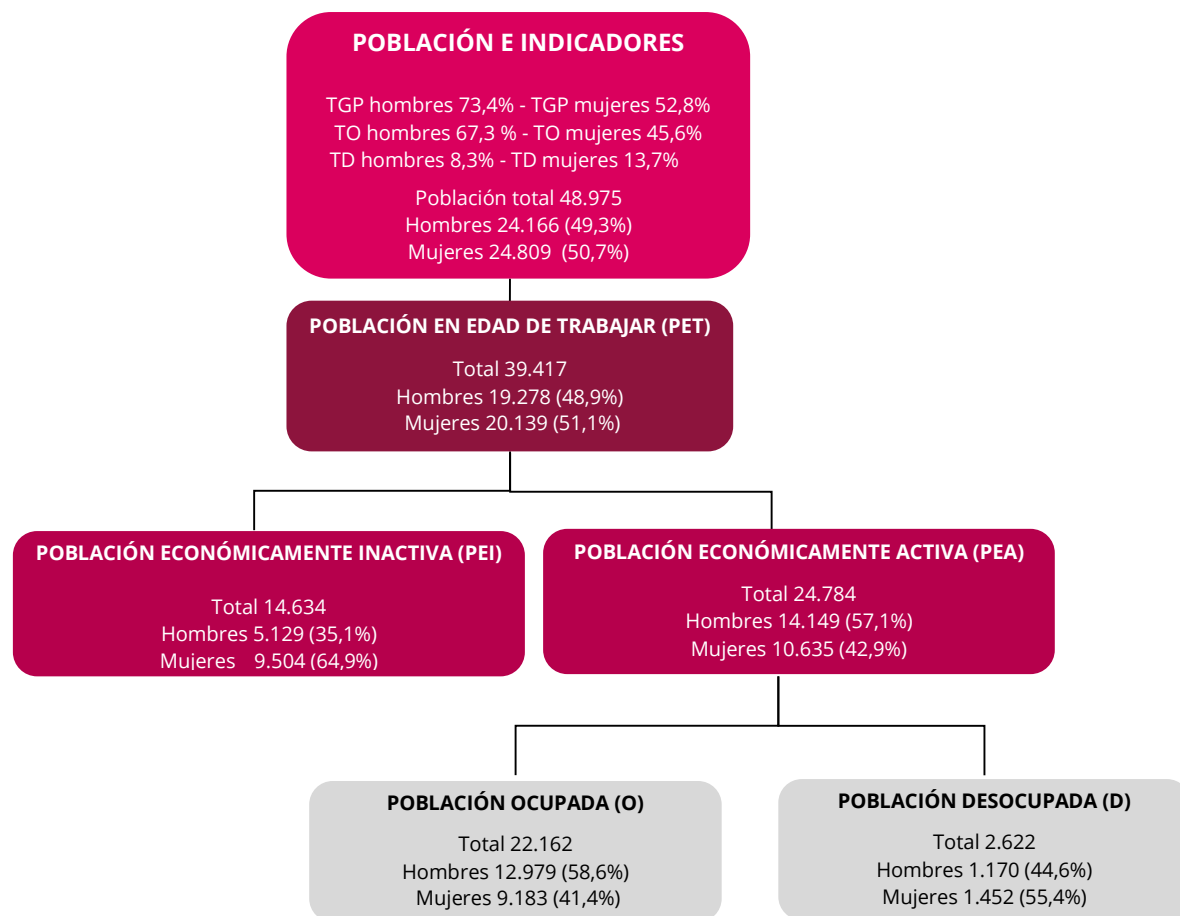 POBLACIÓN E INDICADORES
TGP hombres 73,4% - TGP mujeres 52,8%
TO hombres 67,3 % - TO mujeres 45,6%
TD hombres 8,3% - TD mujeres 13,7%
Población total 48.975
Hombres 24.166 (49,3%)
Mujeres 24.809 (50,7%)
POBLACIÓN EN EDAD DE TRABAJAR (PET)
Total 39.417
Hombres 19.278 (48,9%)
Mujeres 20.139 (51,1%)
POBLACIÓN ECONÓMICAMENTE INACTIVA (PEI)
Total 14.634
Hombres 5.129 (35,1%)
Mujeres 9.504 (64,9%)
POBLACIÓN ECONÓMICAMENTE ACTIVA (PEA)
Total 24.784
Hombres 14.149 (57,1%)
Mujeres 10.635 (42,9%)
POBLACIÓN OCUPADA (O)
Total 22.162
Hombres 12.979 (58,6%)
Mujeres 9.183 (41,4%)
POBLACIÓN DESOCUPADA (D)
Total 2.622
Hombres 1.170 (44,6%)
Mujeres 1.452 (55,4%)